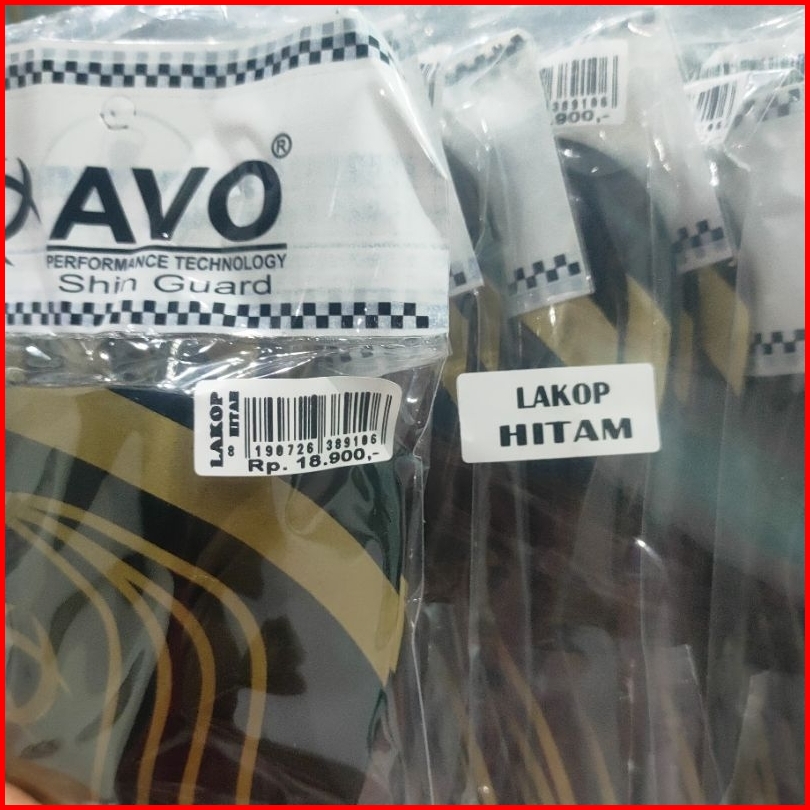 AVO®
PERFORMANCE TECHNOLOGY
Shin Guard
LAKOP
HITAM
8 190726 389106
Rp. 18.900,-
LAKOP
HITAM
389106
900,-